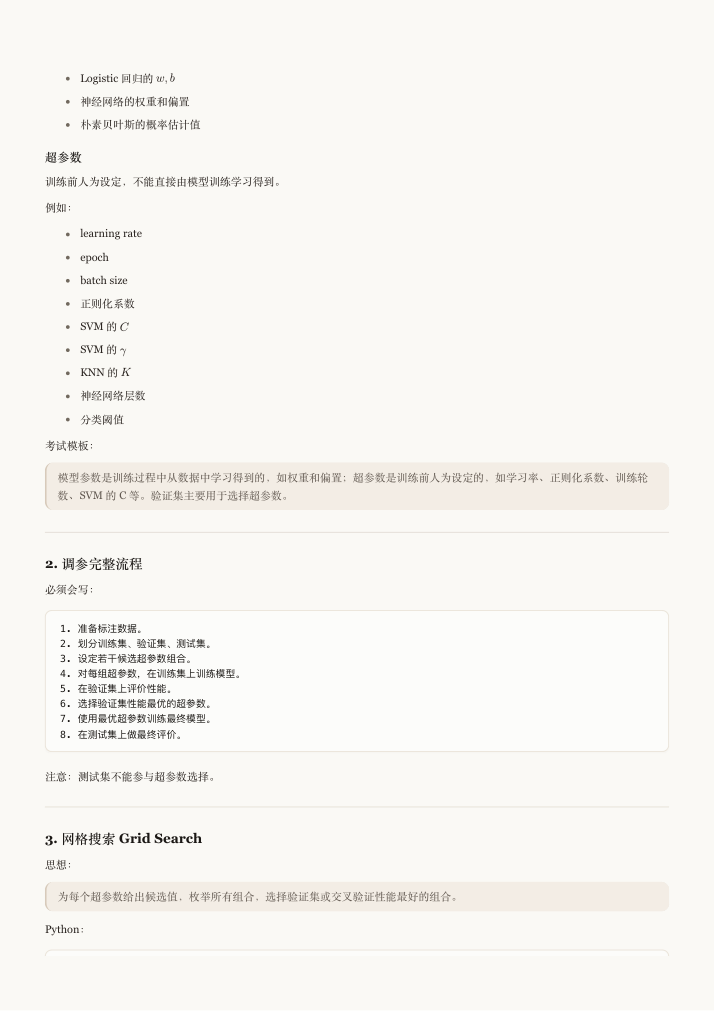 Logistic 回归的 w, b
神经网络的权重和偏置
朴素贝叶斯的概率估计值
超参数
训练前人为设定，不能直接由模型训练学习得到。
例如：
learning rate
epoch
batch size
正则化系数
SVM 的 C
SVM 的 γ
KNN 的 K
神经网络层数
分类阈值
考试模板：
模型参数是训练过程中从数据中学习得到的，如权重和偏置；超参数是训练前人为设定的，如学习率、正则化系数、训练轮
数、SVM 的 C 等。验证集主要用于选择超参数。
2. 调参完整流程
必须会写：
1. 准备标注数据。
2. 划分训练集、验证集、测试集。
3. 设定若干候选超参数组合。
4. 对每组超参数，在训练集上训练模型。
5. 在验证集上评价性能。
6. 选择验证集性能最优的超参数。
7. 使用最优超参数训练最终模型。
8. 在测试集上做最终评价。
注意：测试集不能参与超参数选择。
3. 网格搜索 Grid Search
思想：
为每个超参数给出候选值，枚举所有组合，选择验证集或交叉验证性能最好的组合。
Python：